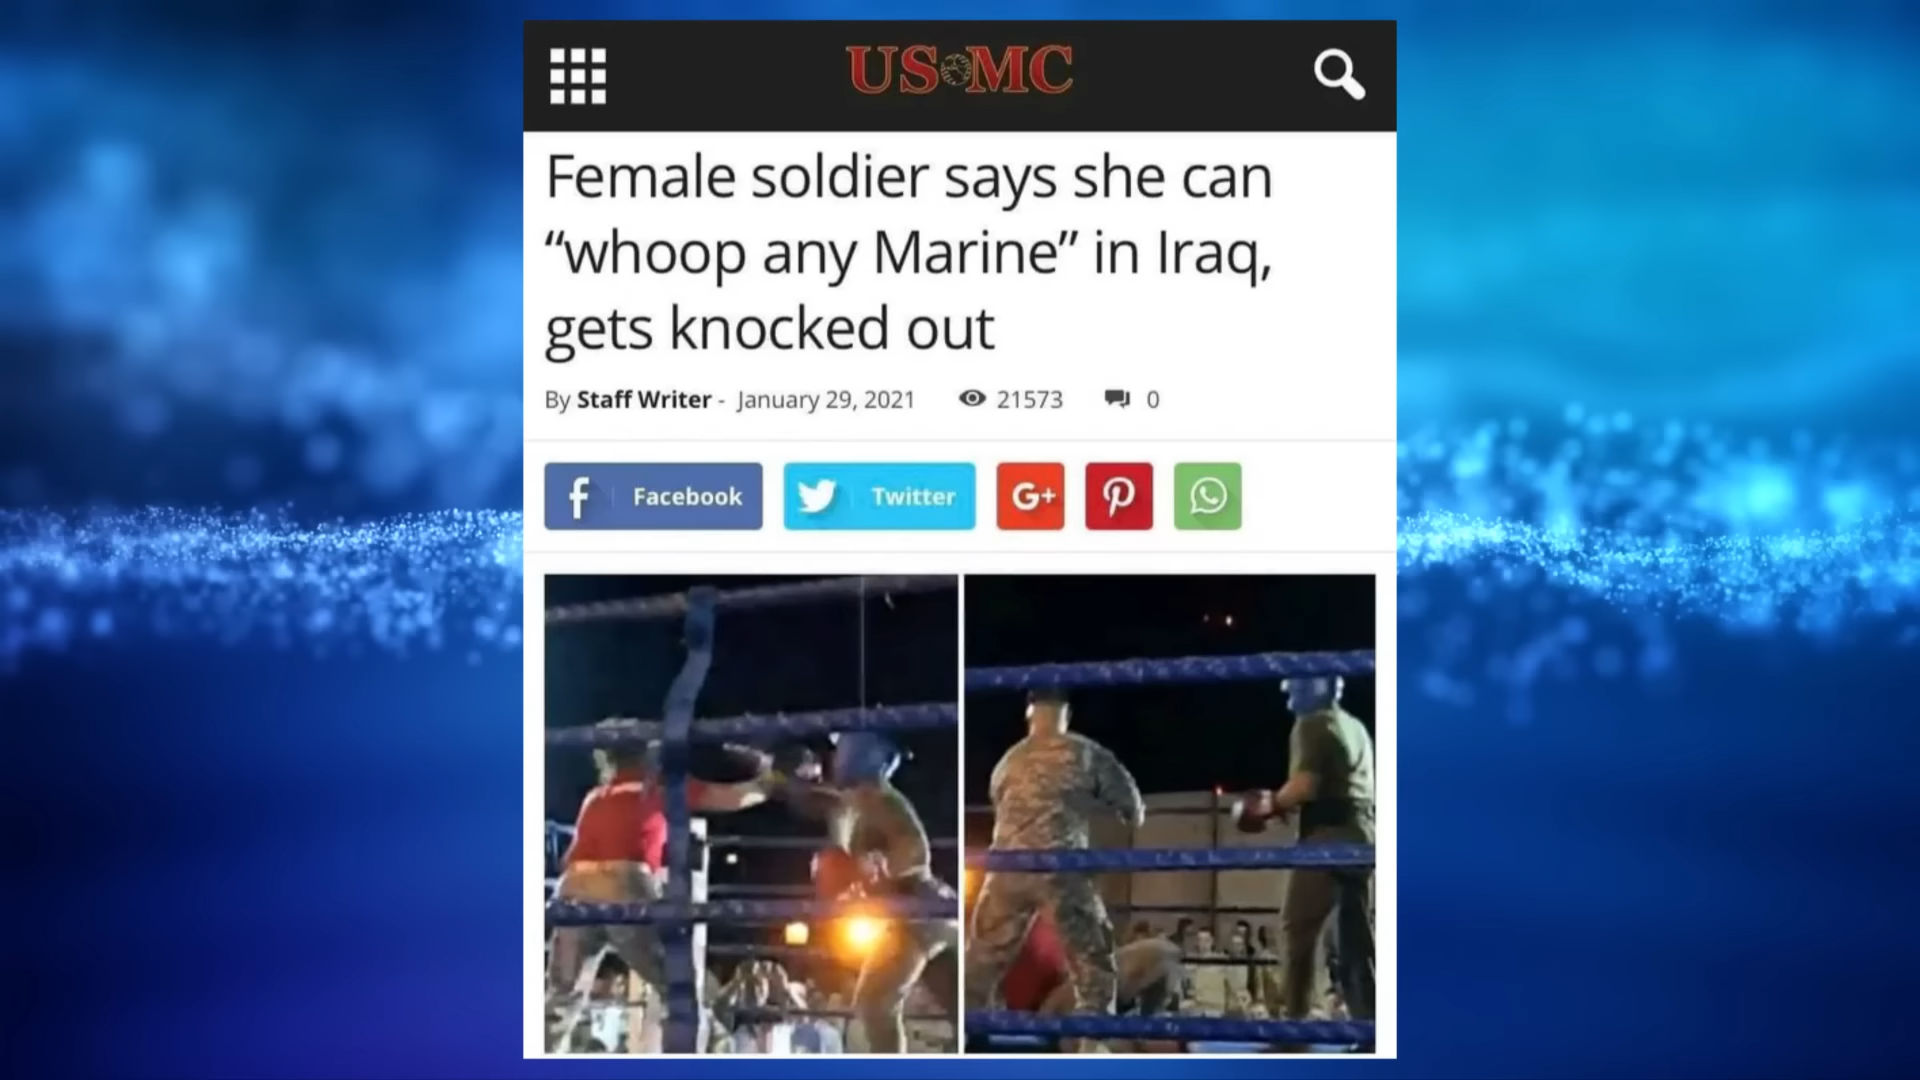 USMC
Female soldier says she can
“whoop any Marine” in Iraq,
gets knocked out
By Staff Writer - January 29, 2021 21573 0
Facebook Twitter G+